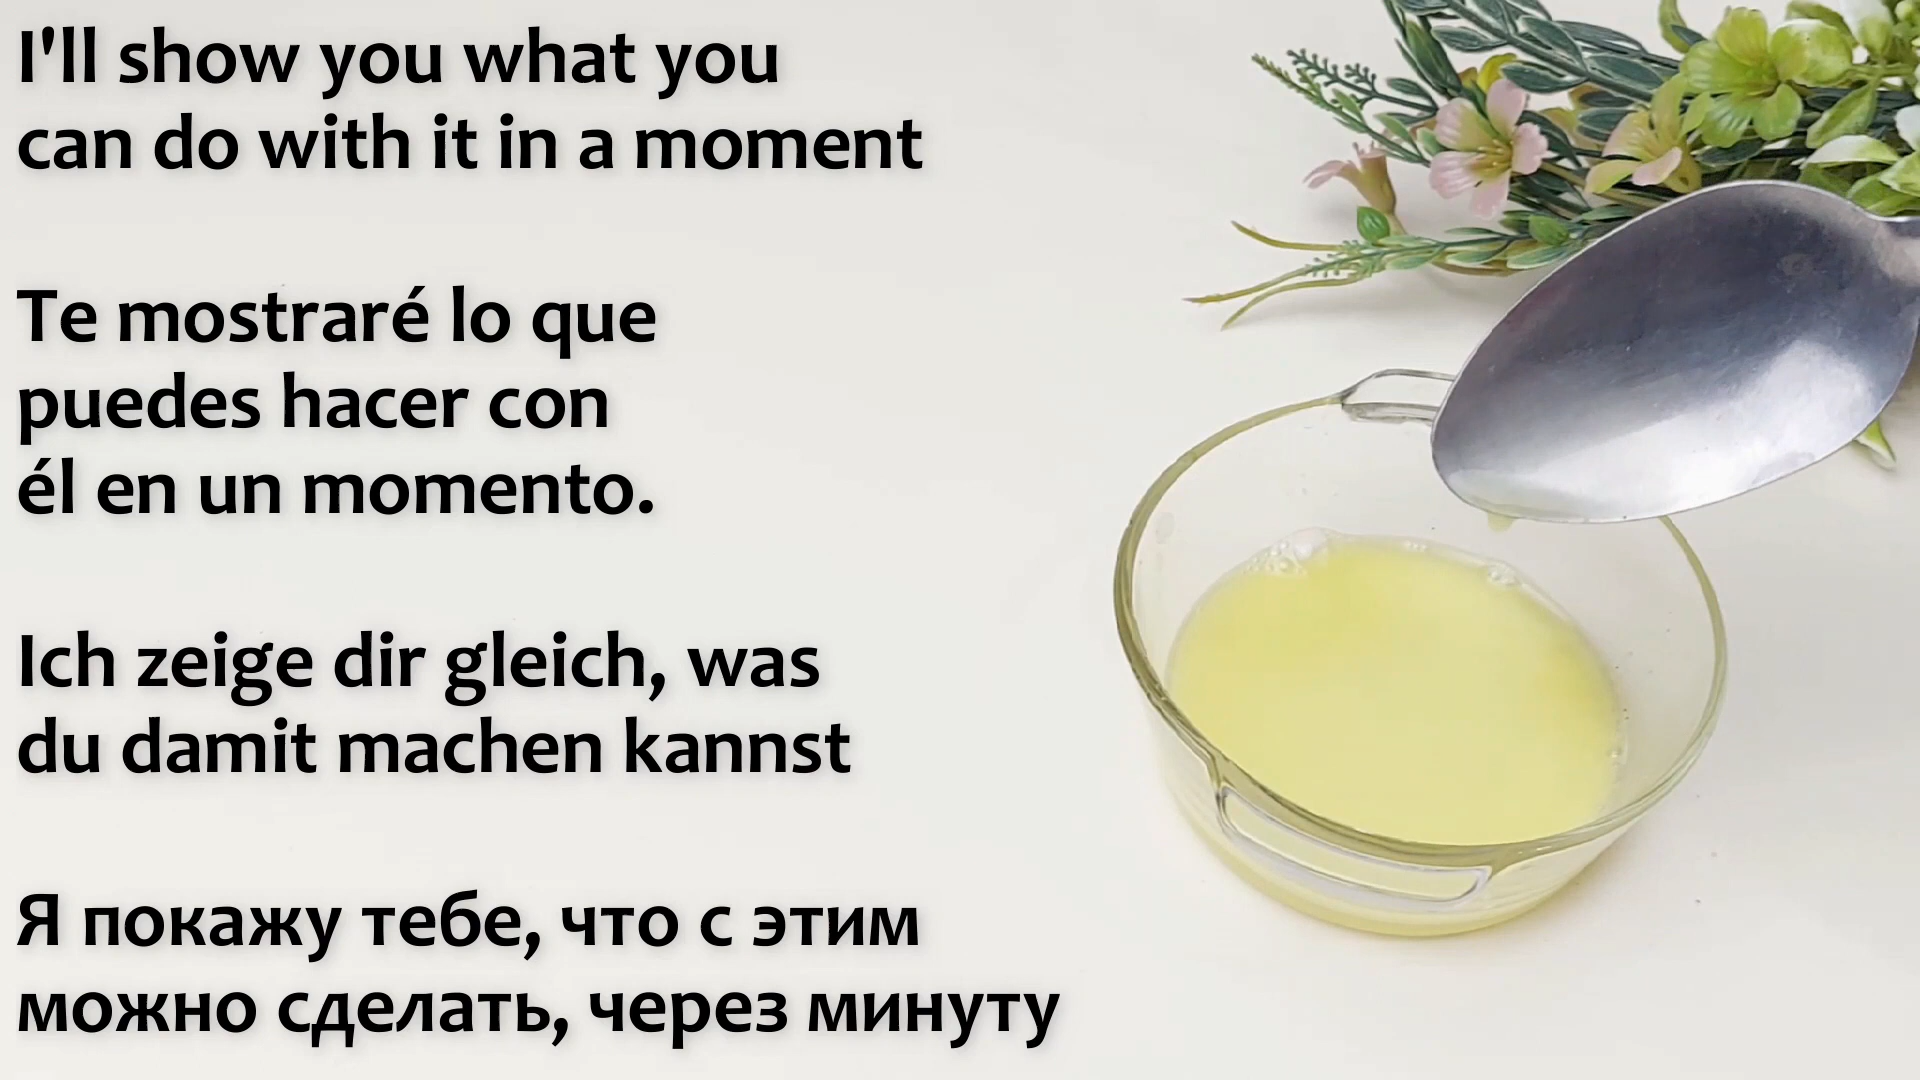 I'll show you what you
can do with it in a moment
Te mostraré lo que
puedes hacer con
él en un momento.
Ich zeige dir gleich, was
du damit machen kannst
Я покажу тебе, что с этим
можно сделать, через минуту